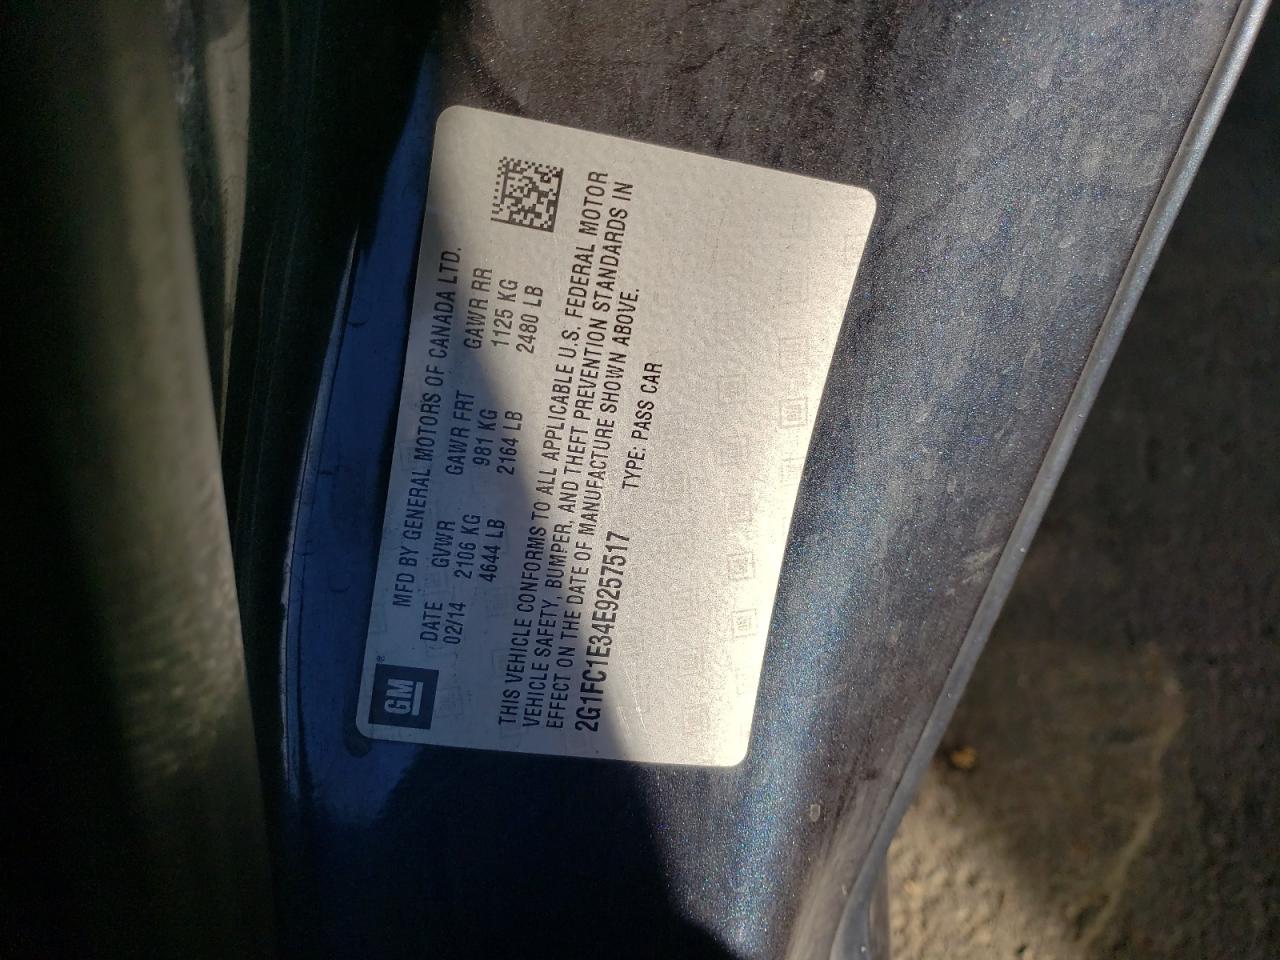 GM ®
MFD BY GENERAL MOTORS OF CANADA LTD.
DATE GVWR GAWR FRT GAWR RR
02/14 2106 KG 981 KG 1125 KG
4644 LB 2164 LB 2480 LB
THIS VEHICLE CONFORMS TO ALL APPLICABLE U.S. FEDERAL MOTOR
VEHICLE SAFETY, BUMPER, AND THEFT PREVENTION STANDARDS IN
EFFECT ON THE DATE OF MANUFACTURE SHOWN ABOVE.
2G1FC1E34E9257517 TYPE: PASS CAR